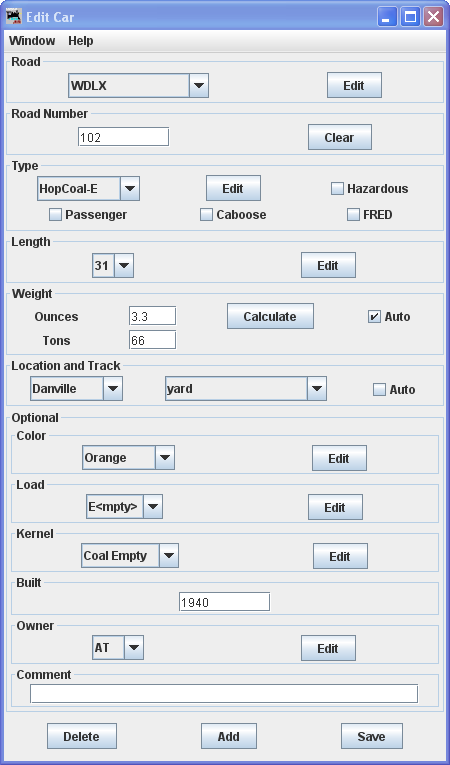 Edit Car
Window Help
Road
WDLX Edit
Road Number
102 Clear
Type
HopCoal-E Edit Hazardous
Passenger Caboose FRED
Length
31 Edit
Weight
Ounces 3.3 Calculate Auto
Tons 66
Location and Track
Danville yard Auto
Optional
Color
Orange Edit
Load
E<mpty> Edit
Kernel
Coal Empty Edit
Built
1940
Owner
AT Edit
Comment
Delete Add Save